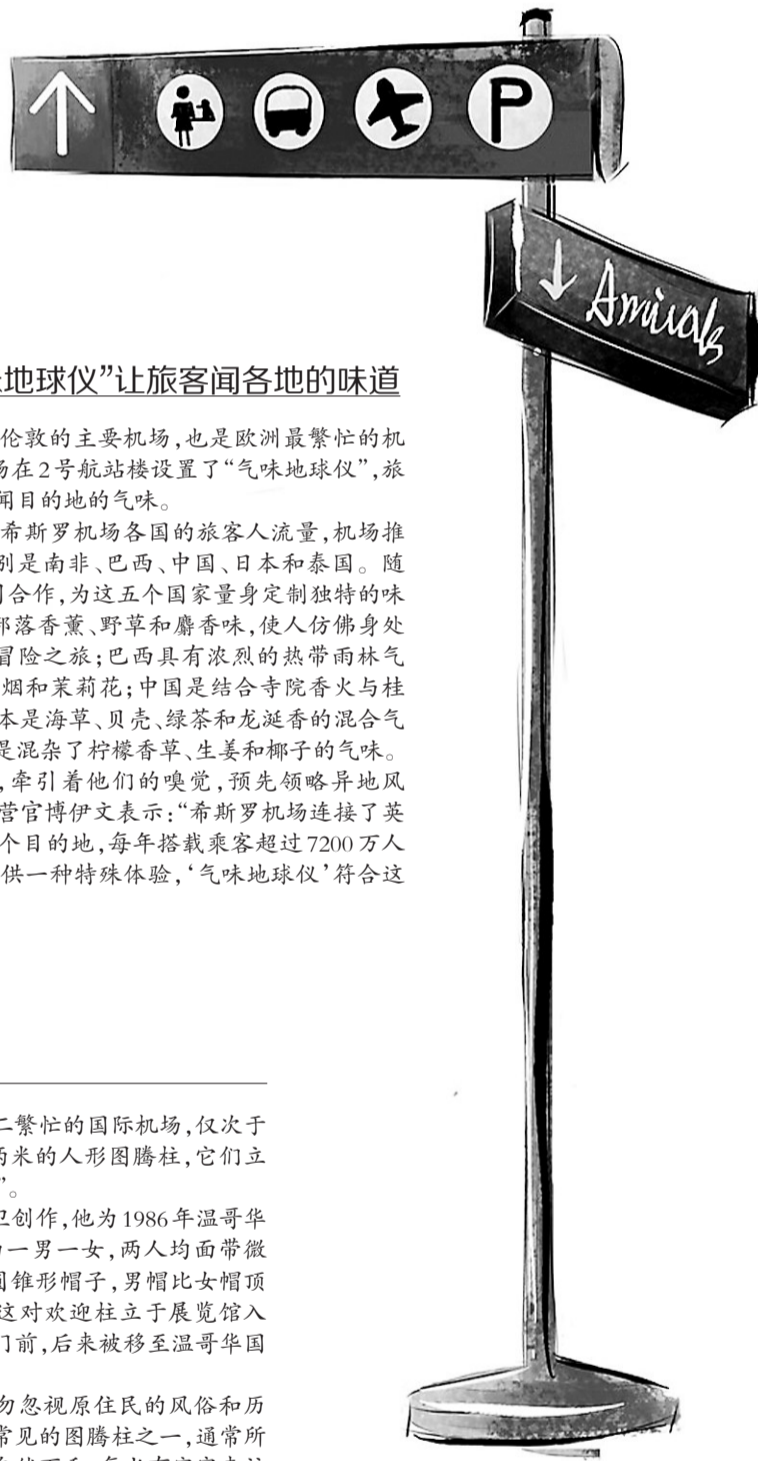 P
Arrivals
地球仪”让旅客闻各地的味道
伦敦的主要机场,也是欧洲最繁忙的机
场在2号航站楼设置了“气味地球仪”,旅
闻目的地的气味。
希斯罗机场各国的旅客人流量,机场推
别是南非、巴西、中国、日本和泰国。随
合作,为这五个国家量身定制独特的味
部落香薰、野草和麝香味,使人仿佛身处
冒险之旅;巴西具有浓烈的热带雨林气
烟和茉莉花;中国是结合寺院香火与桂
本是海草、贝壳、绿茶和龙涎香的混合气
是混杂了柠檬香草、生姜和椰子的气味。
,牵引着他们的嗅觉,预先领略异地风
营官博伊文表示:“希斯罗机场连接了英
个目的地,每年搭载乘客超过7200万人
供一种特殊体验,‘气味地球仪’符合这
二繁忙的国际机场,仅次于
两米的人形图腾柱,它们立
”。
创作,他为1986年温哥华
一男一女,两人均面带微
圆锥形帽子,男帽比女帽顶
这对欢迎柱立于展览馆入
门前,后来被移至温哥华国
勿忽视原住民的风俗和历
常见的图腾柱之一,通常所